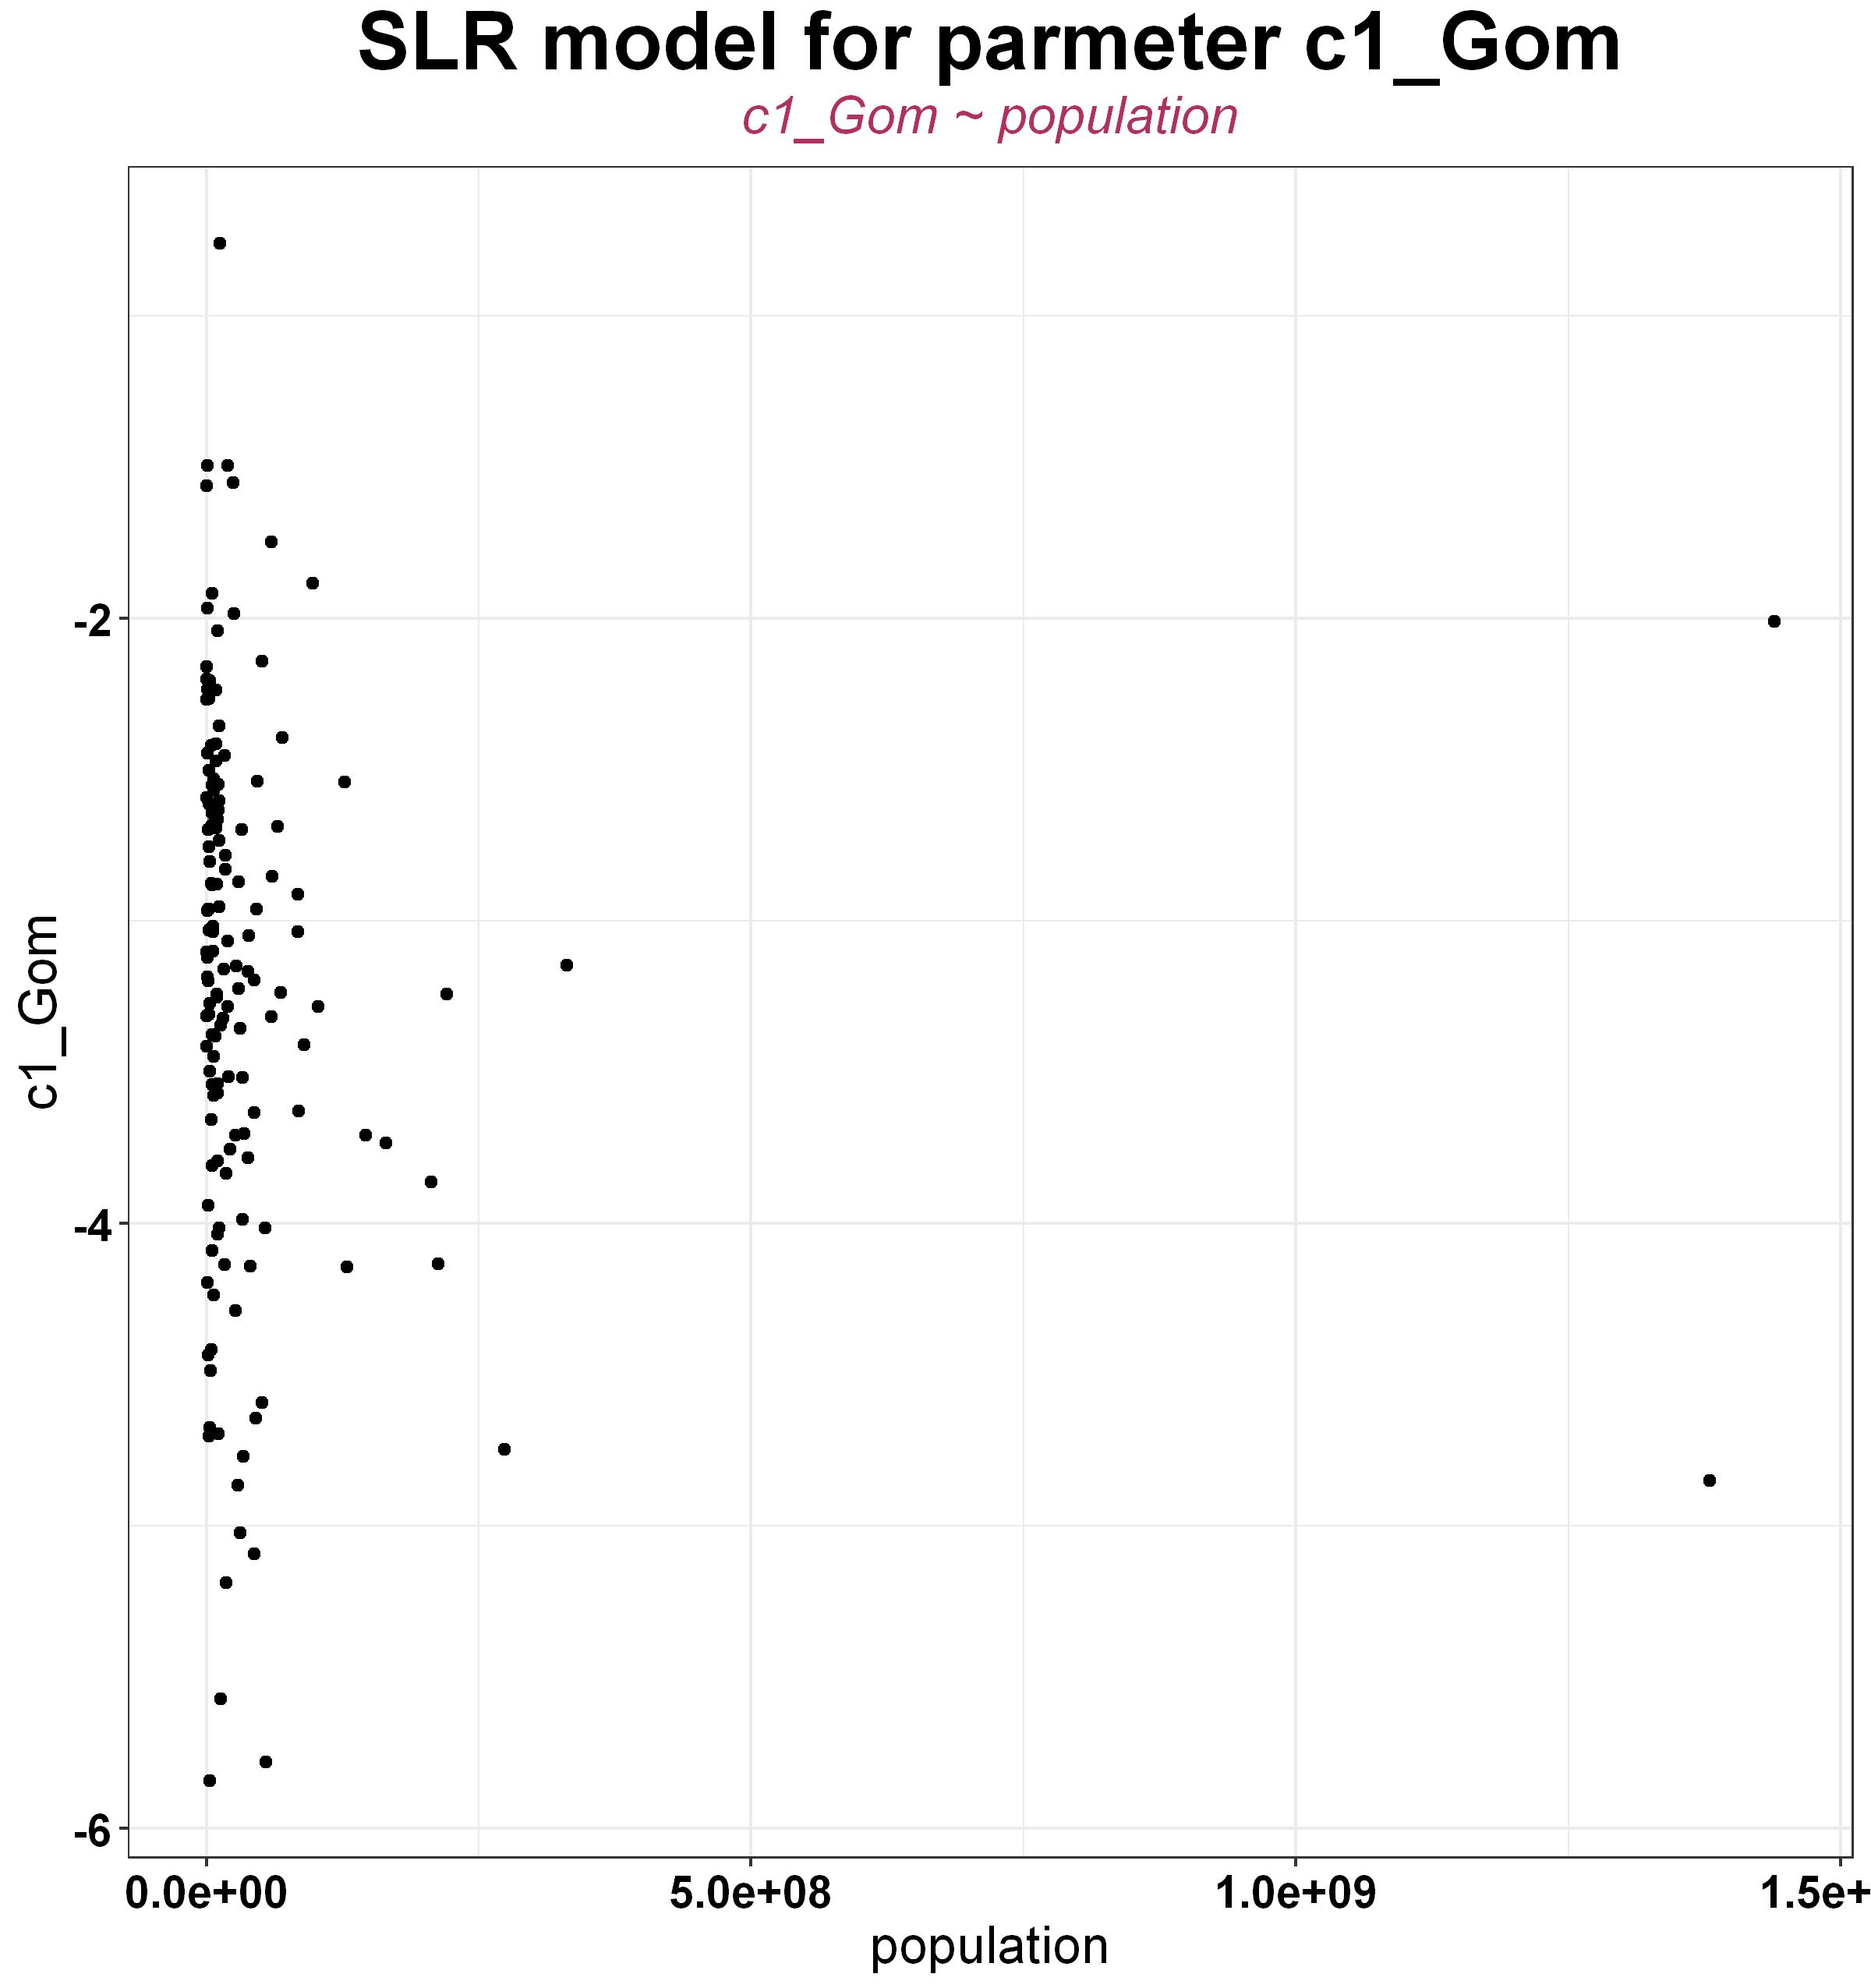 SLR model for parmeter c1_Gom
c1_Gom ~ population
-2
-4
-6
c1_Gom
0.0e+00 5.0e+08 1.0e+09 1.5e+
population